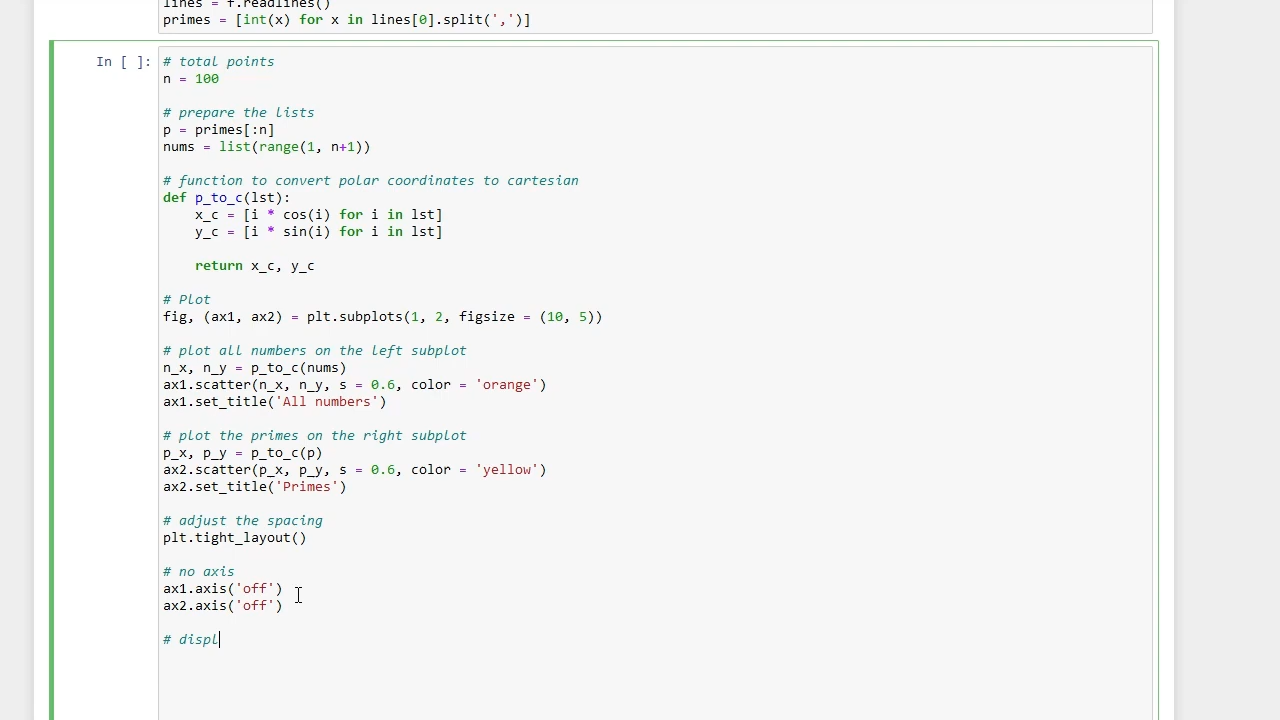 lines = f.readlines()
primes = [int(x) for x in lines[0].split(',')]
In [ ]:
# total points
n = 100
# prepare the lists
p = primes[:n]
nums = list(range(1, n+1))
# function to convert polar coordinates to cartesian
def p_to_c(lst):
    x_c = [i * cos(i) for i in lst]
    y_c = [i * sin(i) for i in lst]
    return x_c, y_c
# Plot
fig, (ax1, ax2) = plt.subplots(1, 2, figsize = (10, 5))
# plot all numbers on the left subplot
n_x, n_y = p_to_c(nums)
ax1.scatter(n_x, n_y, s = 0.6, color = 'orange')
ax1.set_title('All numbers')
# plot the primes on the right subplot
p_x, p_y = p_to_c(p)
ax2.scatter(p_x, p_y, s = 0.6, color = 'yellow')
ax2.set_title('Primes')
# adjust the spacing
plt.tight_layout()
# no axis
ax1.axis('off')
ax2.axis('off')
# displ